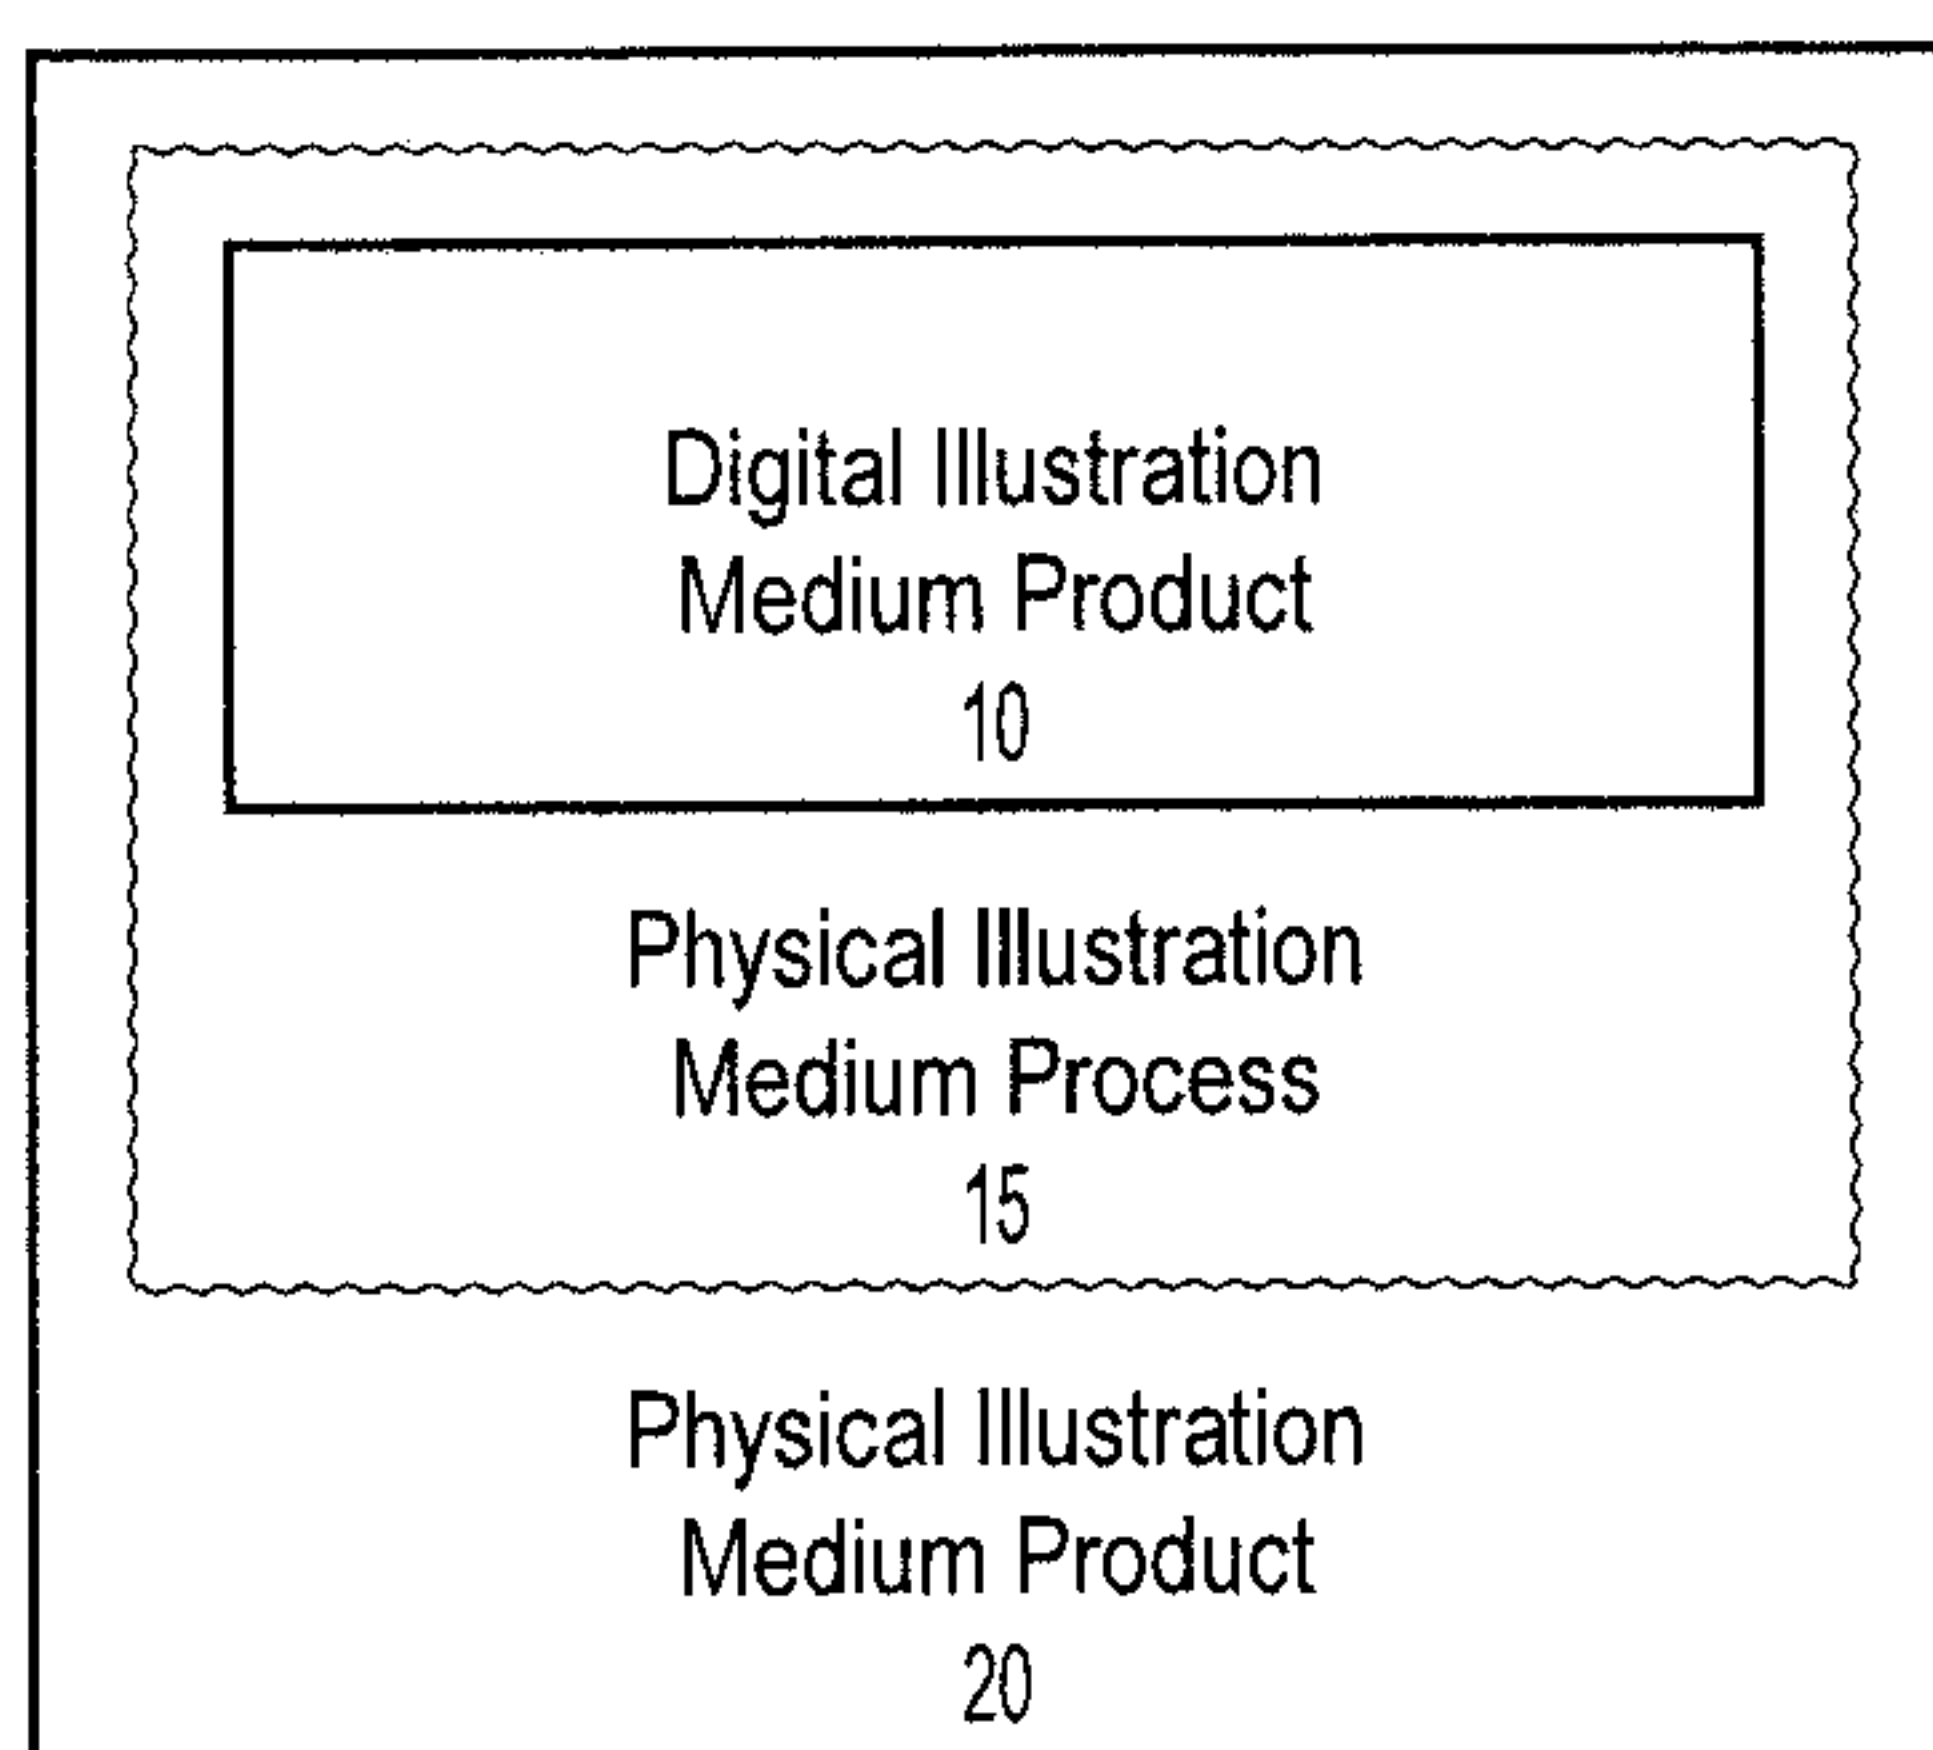 Digital Illustration
Medium Product
10
Physical Illustration
Medium Process
15
Physical Illustration
Medium Product
20